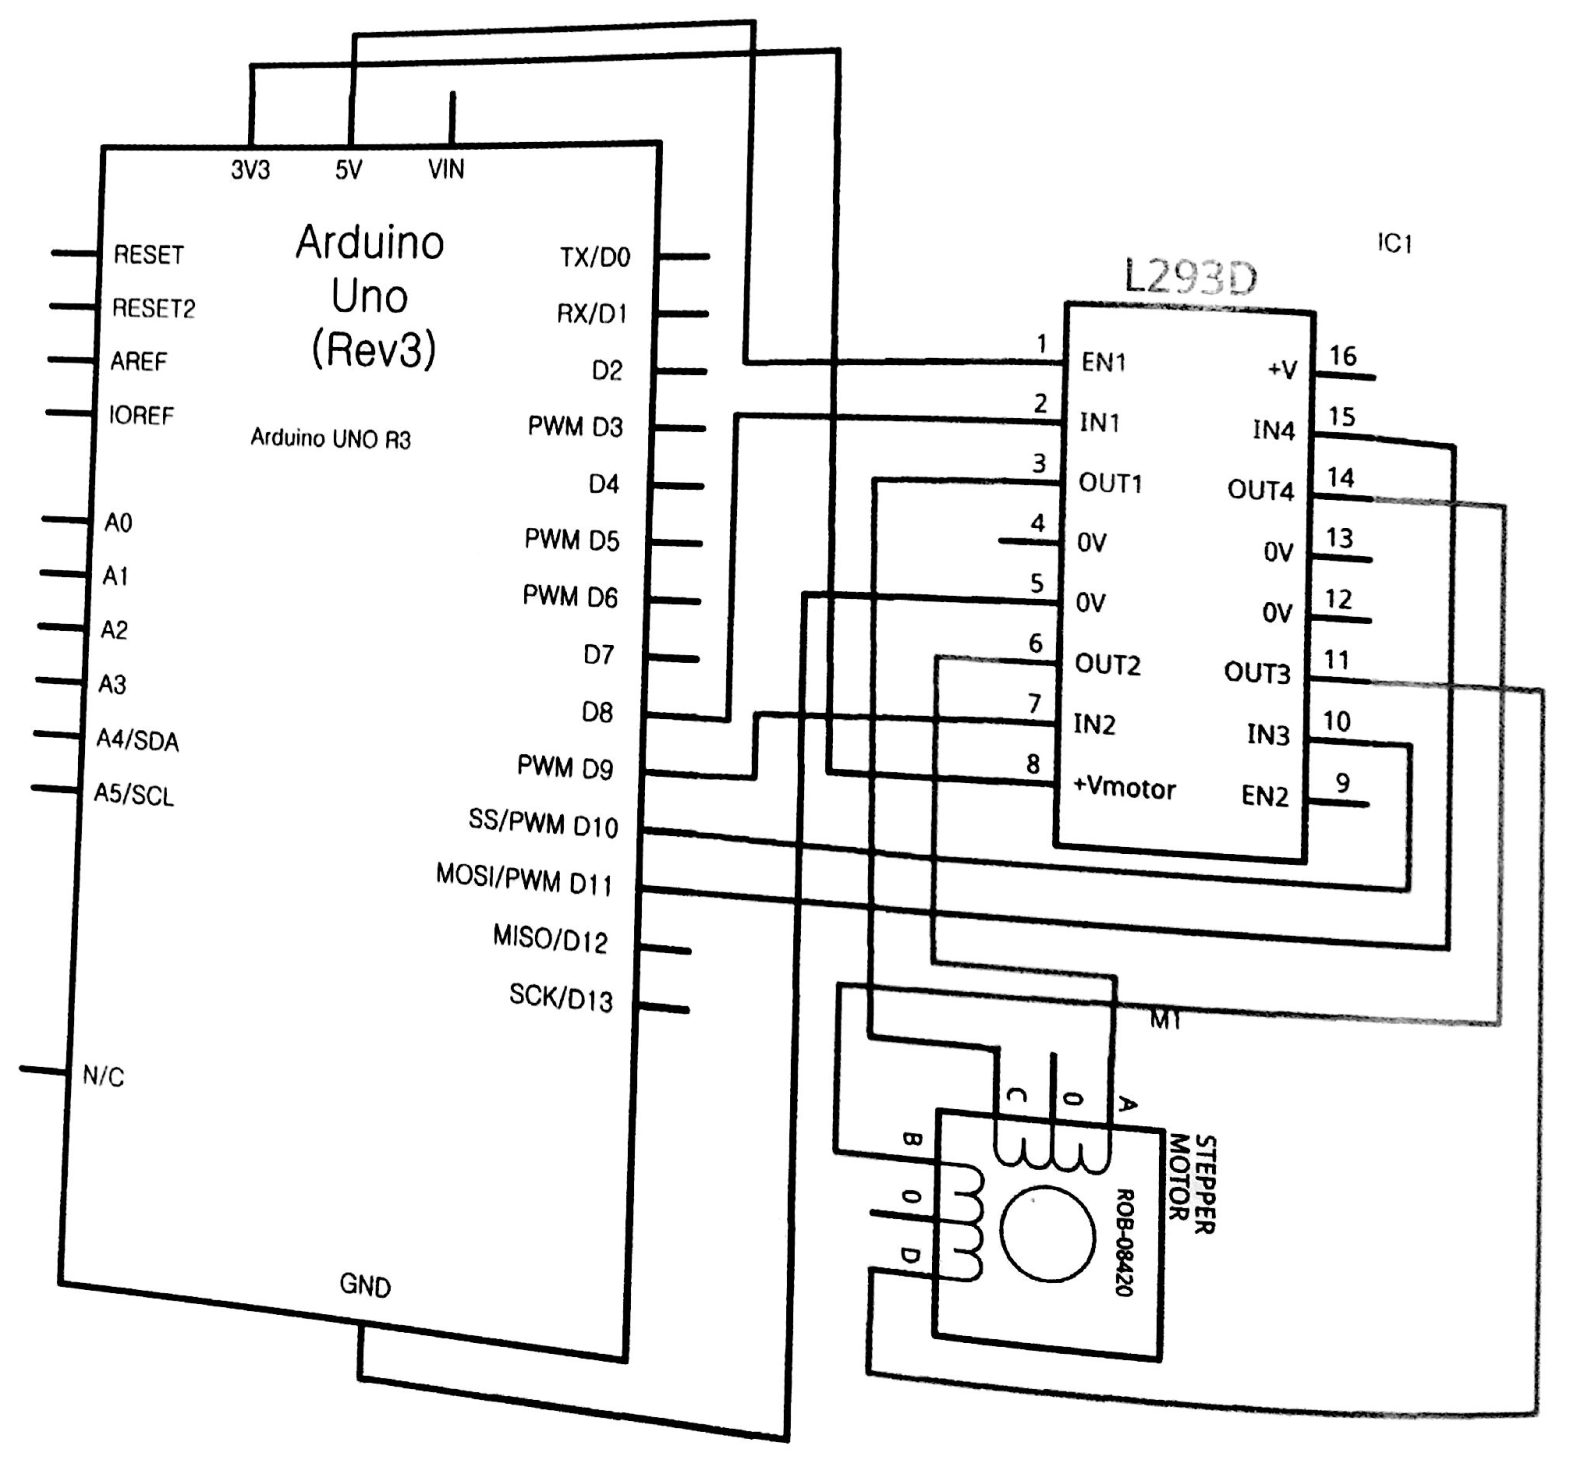 3V3 5V VIN
Arduino
Uno
(Rev3)
Arduino UNO R3
RESET
RESET2
AREF
IOREF
A0
A1
A2
A3
A4/SDA
A5/SCL
N/C
TX/D0
RX/D1
D2
PWM D3
D4
PWM D5
PWM D6
D7
D8
PWM D9
SS/PWM D10
MOSI/PWM D11
MISO/D12
SCK/D13
GND
IC1
L293D
1 EN1
2 IN1
3 OUT1
4 0V
5 0V
6 OUT2
7 IN2
8 +Vmotor
+V 16
IN4 15
OUT4 14
0V 13
0V 12
OUT3 11
IN3 10
EN2 9
M1
C 0 A
B
0
D
STEPPER
MOTOR
ROB-08420